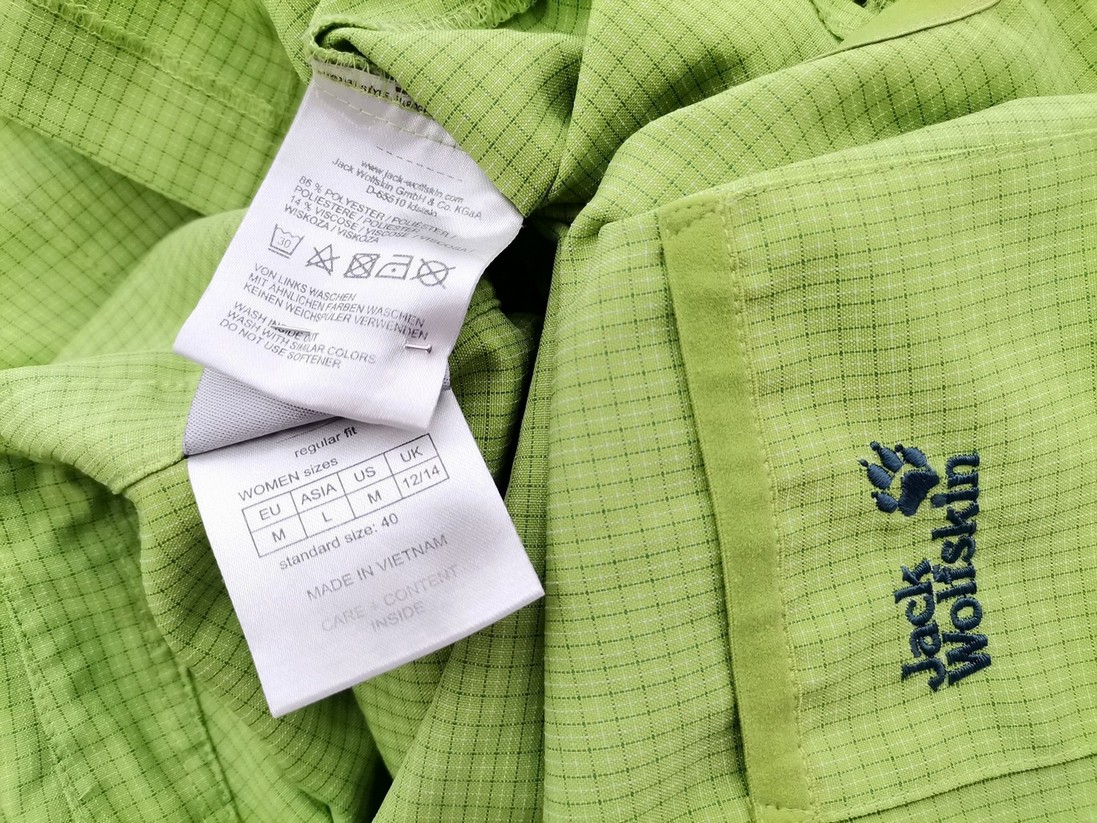 www.jack-wolfskin.com
Jack Wolfskin GmbH & Co. KGaA
D-65510 Idstein
86 % POLYESTER / POLYESTER /
POLIESTERE / POLIESTER /
14 % VISCOSE / VISCOSE / VISCOSA /
WISKOZA / VISKÓZA
30
VON LINKS WASCHEN
MIT ÄHNLICHEN FARBEN WASCHEN
KEINEN WEICHSPÜLER VERWENDEN
WASH INSIDE OUT
WASH WITH SIMILAR COLORS
DO NOT USE SOFTENER
regular fit
WOMEN sizes
EU ASIA US UK
M L M 12/14
standard size: 40
MADE IN VIETNAM
CARE + CONTENT
INSIDE
Jack
Wolfskin